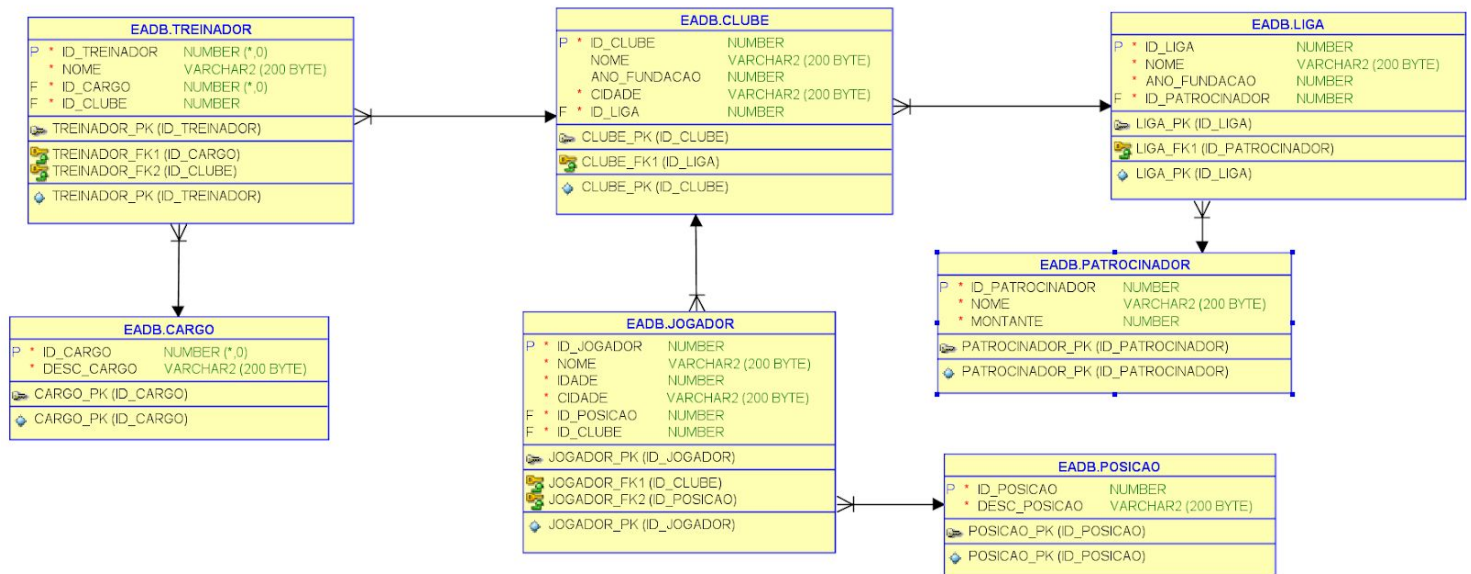 EADB.TREINADOR
P * ID_TREINADOR NUMBER (*,0)
* NOME VARCHAR2 (200 BYTE)
F * ID_CARGO NUMBER (*,0)
F * ID_CLUBE NUMBER
TREINADOR_PK (ID_TREINADOR)
TREINADOR_FK1 (ID_CARGO)
TREINADOR_FK2 (ID_CLUBE)
TREINADOR_PK (ID_TREINADOR)
EADB.CLUBE
P * ID_CLUBE NUMBER
NOME VARCHAR2 (200 BYTE)
ANO_FUNDACAO NUMBER
* CIDADE VARCHAR2 (200 BYTE)
F * ID_LIGA NUMBER
CLUBE_PK (ID_CLUBE)
CLUBE_FK1 (ID_LIGA)
CLUBE_PK (ID_CLUBE)
EADB.LIGA
P * ID_LIGA NUMBER
* NOME VARCHAR2 (200 BYTE)
* ANO_FUNDACAO NUMBER
F * ID_PATROCINADOR NUMBER
LIGA_PK (ID_LIGA)
LIGA_FK1 (ID_PATROCINADOR)
LIGA_PK (ID_LIGA)
EADB.PATROCINADOR
P * ID_PATROCINADOR NUMBER
* NOME VARCHAR2 (200 BYTE)
* MONTANTE NUMBER
PATROCINADOR_PK (ID_PATROCINADOR)
PATROCINADOR_PK (ID_PATROCINADOR)
EADB.CARGO
P * ID_CARGO NUMBER (*,0)
* DESC_CARGO VARCHAR2 (200 BYTE)
CARGO_PK (ID_CARGO)
CARGO_PK (ID_CARGO)
EADB.JOGADOR
P * ID_JOGADOR NUMBER
* NOME VARCHAR2 (200 BYTE)
* IDADE NUMBER
* CIDADE VARCHAR2 (200 BYTE)
F * ID_POSICAO NUMBER
F * ID_CLUBE NUMBER
JOGADOR_PK (ID_JOGADOR)
JOGADOR_FK1 (ID_CLUBE)
JOGADOR_FK2 (ID_POSICAO)
JOGADOR_PK (ID_JOGADOR)
EADB.POSICAO
P * ID_POSICAO NUMBER
* DESC_POSICAO VARCHAR2 (200 BYTE)
POSICAO_PK (ID_POSICAO)
POSICAO_PK (ID_POSICAO)